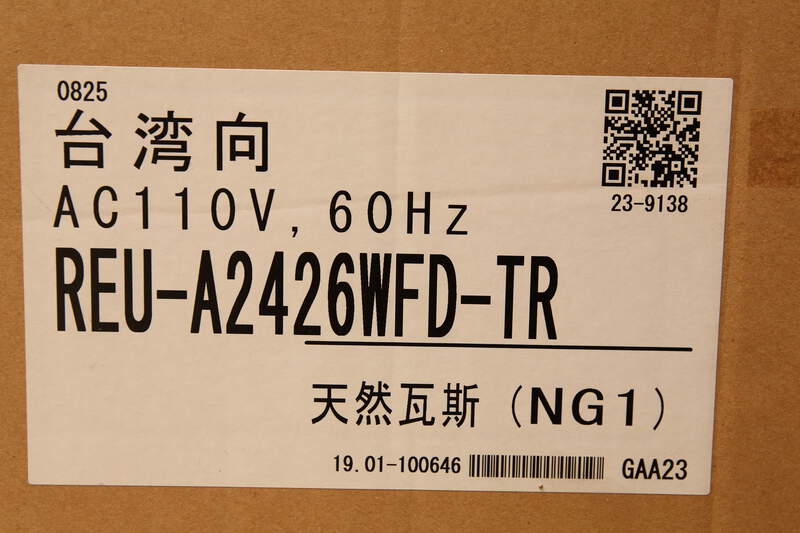 0825
台湾向
23-9138
AC110V, 60Hz
REU-A2426WFD-TR
天然瓦斯 (NG1)
19.01-100646 GAA23